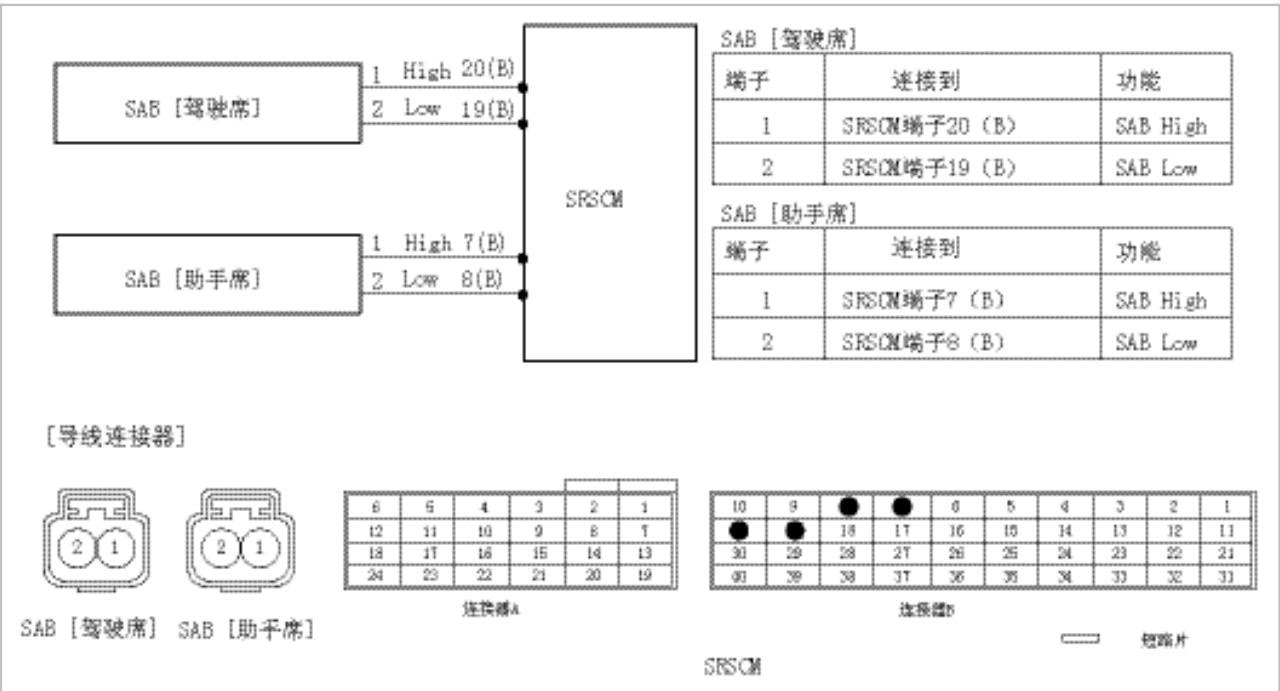 SAB [驾驶席]
1 High 20(B)
2 Low 19(B)
SAB [助手席]
1 High 7(B)
2 Low 8(B)
SRSCM
SAB [驾驶席]
端子 连接到 功能
1 SRSCM端子20 (B) SAB High
2 SRSCM端子19 (B) SAB Low
SAB [助手席]
端子 连接到 功能
1 SRSCM端子7 (B) SAB High
2 SRSCM端子8 (B) SAB Low
[导线连接器]
2 1
SAB [驾驶席]
2 1
SAB [助手席]
6 5 4 3 2 1
12 11 10 9 8 7
18 17 16 15 14 13
24 23 22 21 20 19
连接器A
10 9 6 5 4 3 2 1
18 17 16 15 14 13 12 11
30 29 28 27 26 25 24 23 22 21
40 39 38 37 36 35 34 33 32 31
连接器B
短路片
SRSCM